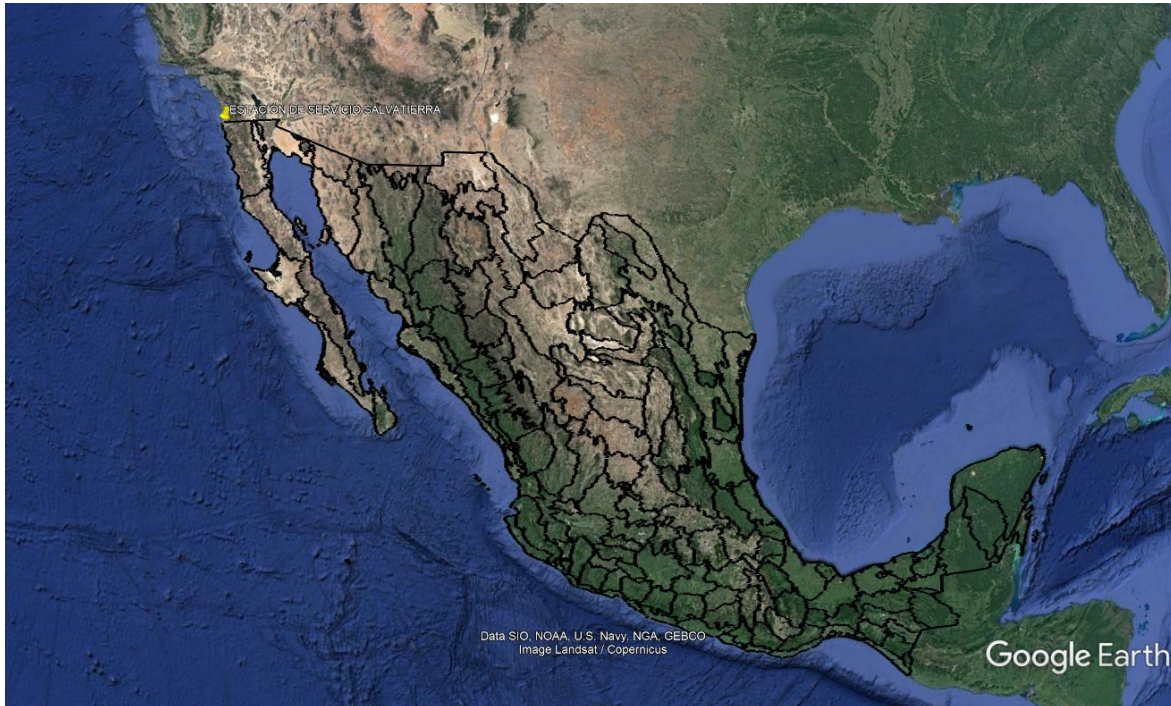 ESTACIÓN DE SERVICIO SALVATIERRA
Data SIO, NOAA, U.S. Navy, NGA, GEBCO
Image Landsat / Copernicus
Google Earth